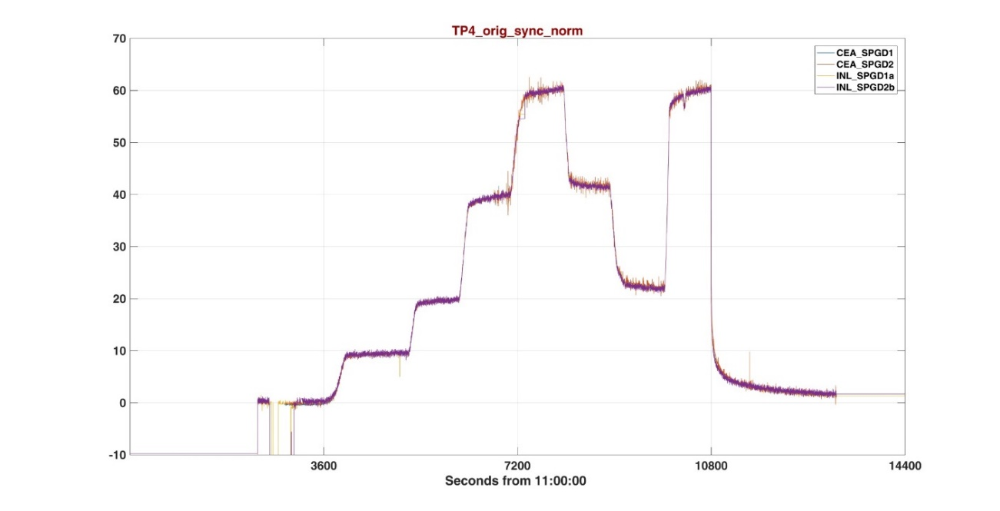 TP4_orig_sync_norm
70
60
50
40
30
20
10
0
-10
CEA_SPGD1
CEA_SPGD2
INL_SPGD1a
INL_SPGD2b
3600 7200 10800 14400
Seconds from 11:00:00